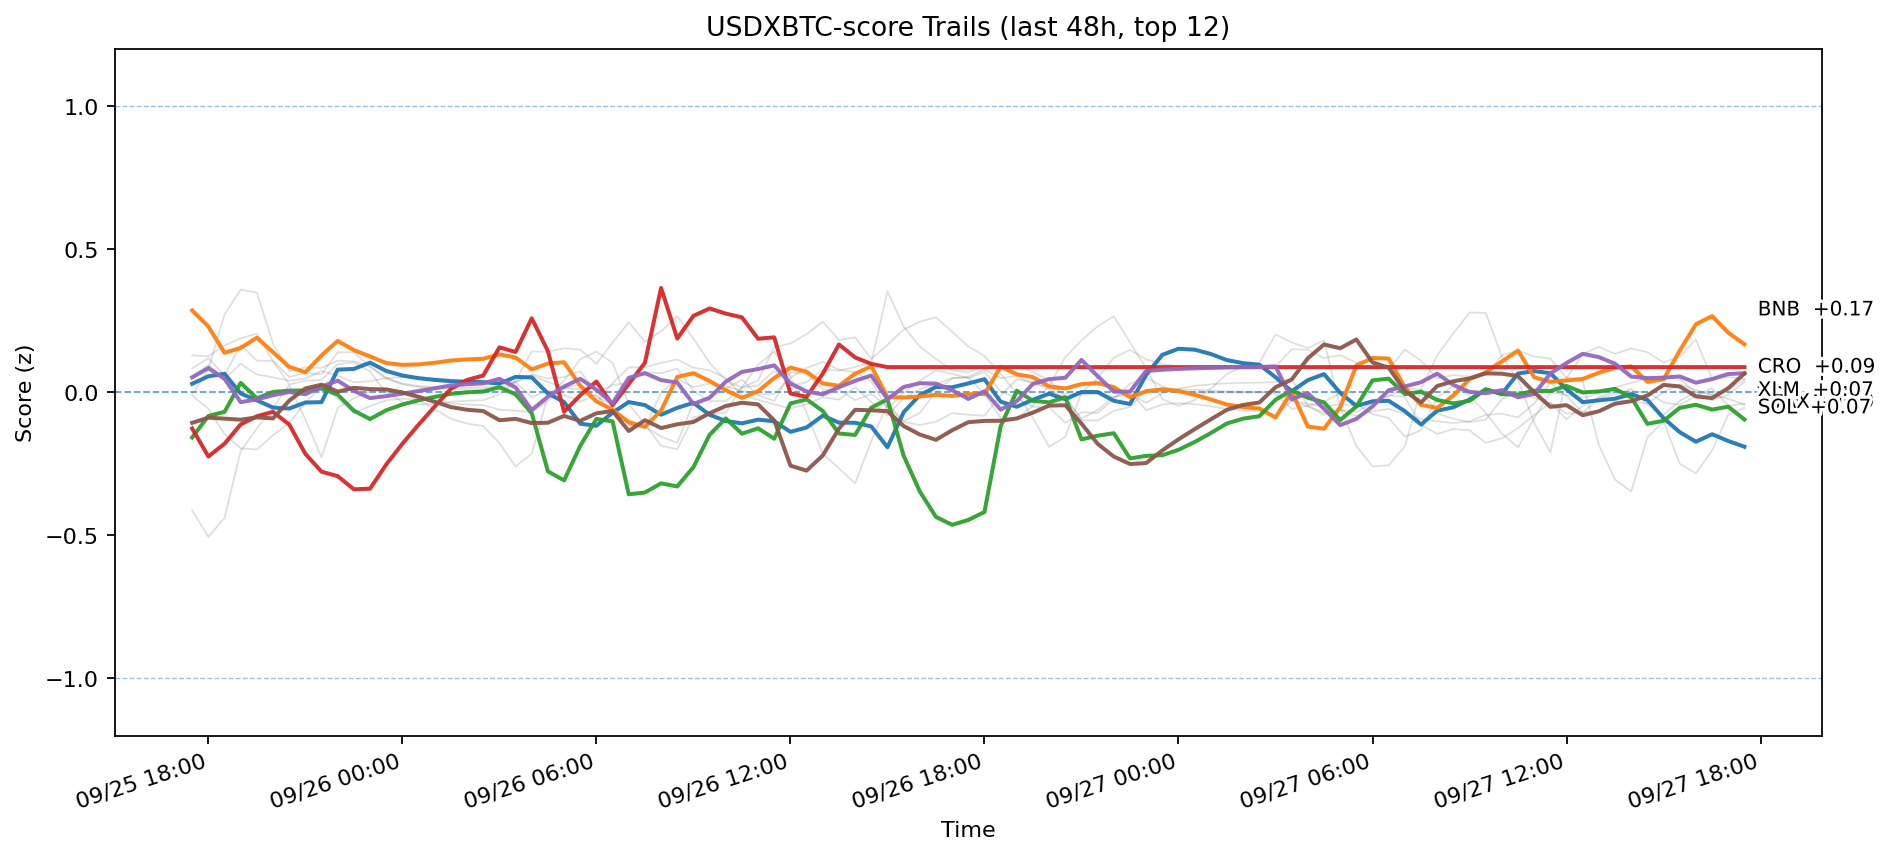 USDXBTC-score Trails (last 48h, top 12)
1.0
0.5
0.0
−0.5
−1.0
Score (z)
BNB +0.17
CRO +0.09
XLM +0.07
SOL +0.07
09/25 18:00
09/26 00:00
09/26 06:00
09/26 12:00
09/26 18:00
09/27 00:00
09/27 06:00
09/27 12:00
09/27 18:00
Time